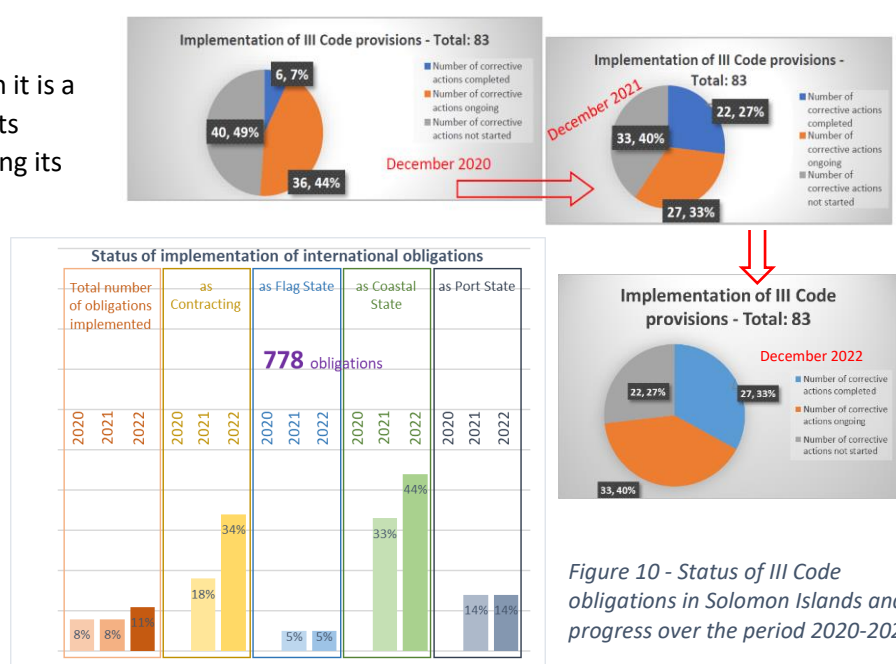 it is a
ng its
Implementation of III Code provisions - Total: 83
6, 7%
40, 49%
36, 44%
Number of corrective
actions completed
Number of corrective
actions ongoing
Number of corrective
actions not started
December 2020
Implementation of III Code provisions -
Total: 83
December 2021
22, 27%
33, 40%
27, 33%
Number of
corrective actions
completed
Number of
corrective actions
ongoing
Number of
corrective actions
not started
Status of implementation of international obligations
Total number
of obligations
implemented
as
Contracting
as Flag State
as Coastal
State
as Port State
778 obligations
2020 2021 2022 2020 2021 2022 2020 2021 2022 2020 2021 2022 2020 2021 2022
8% 8% 11%
18% 34%
5% 5%
33% 44%
14% 14%
Implementation of III Code
provisions - Total: 83
December 2022
22, 27%
27, 33%
33, 40%
Number of corrective
actions completed
Number of corrective
actions ongoing
Number of corrective
actions not started
Figure 10 - Status of III Code
obligations in Solomon Islands
progress over the period